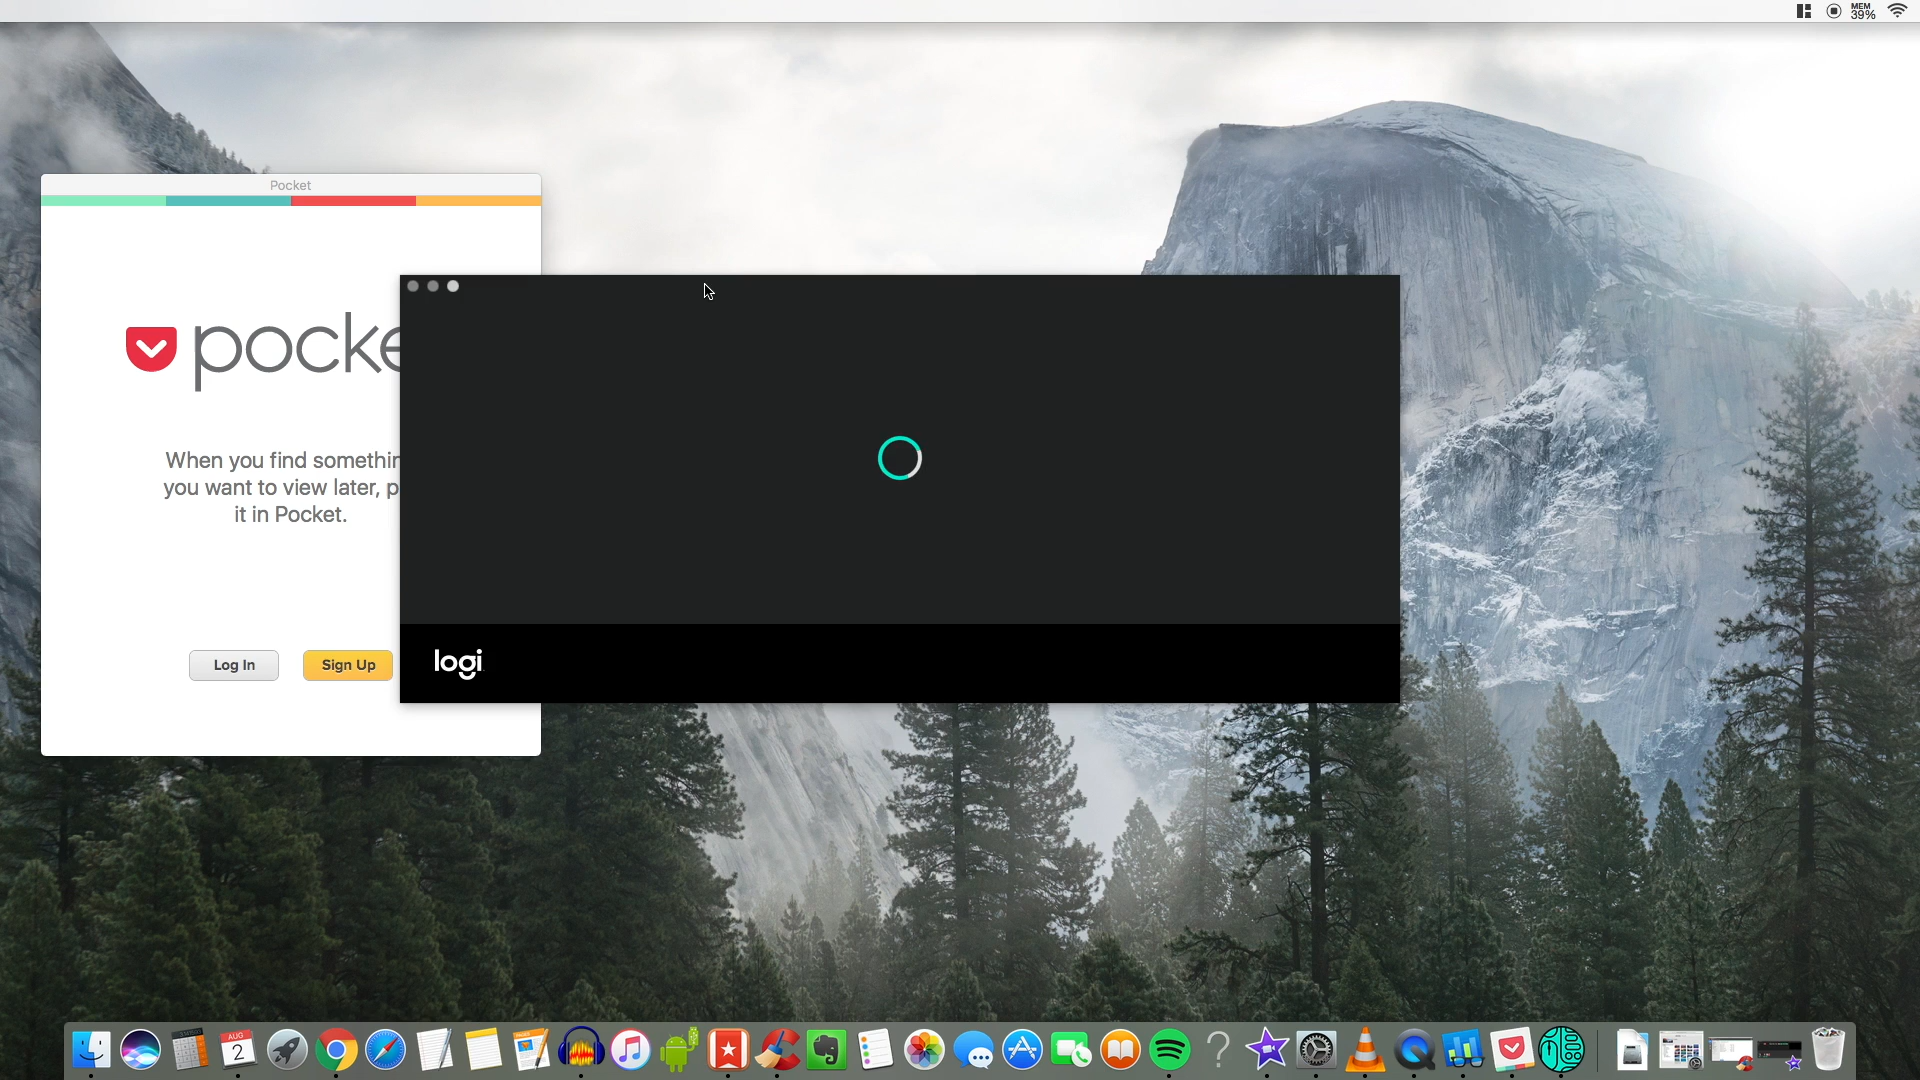 MEM
39%
Pocket
pocke
When you find somethin
you want to view later, p
it in Pocket.
Log In
Sign Up
logi
AUG
2